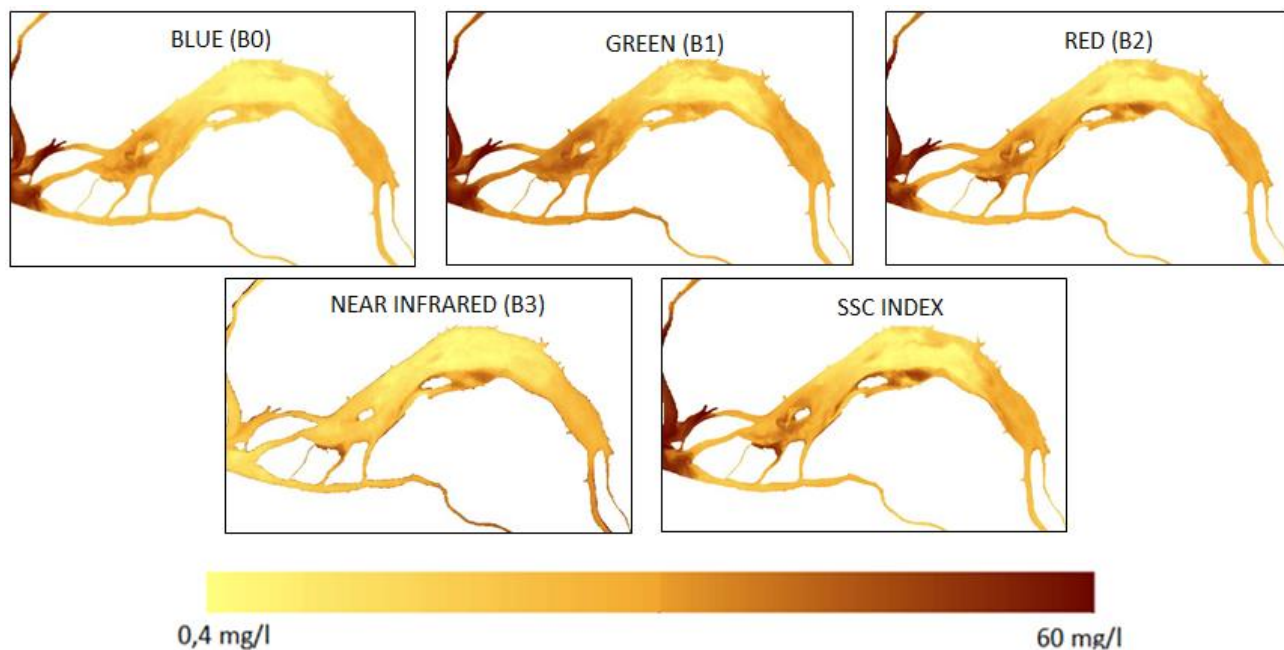 BLUE (B0)
GREEN (B1)
RED (B2)
NEAR INFRARED (B3)
SSC INDEX
0,4 mg/l
60 mg/l